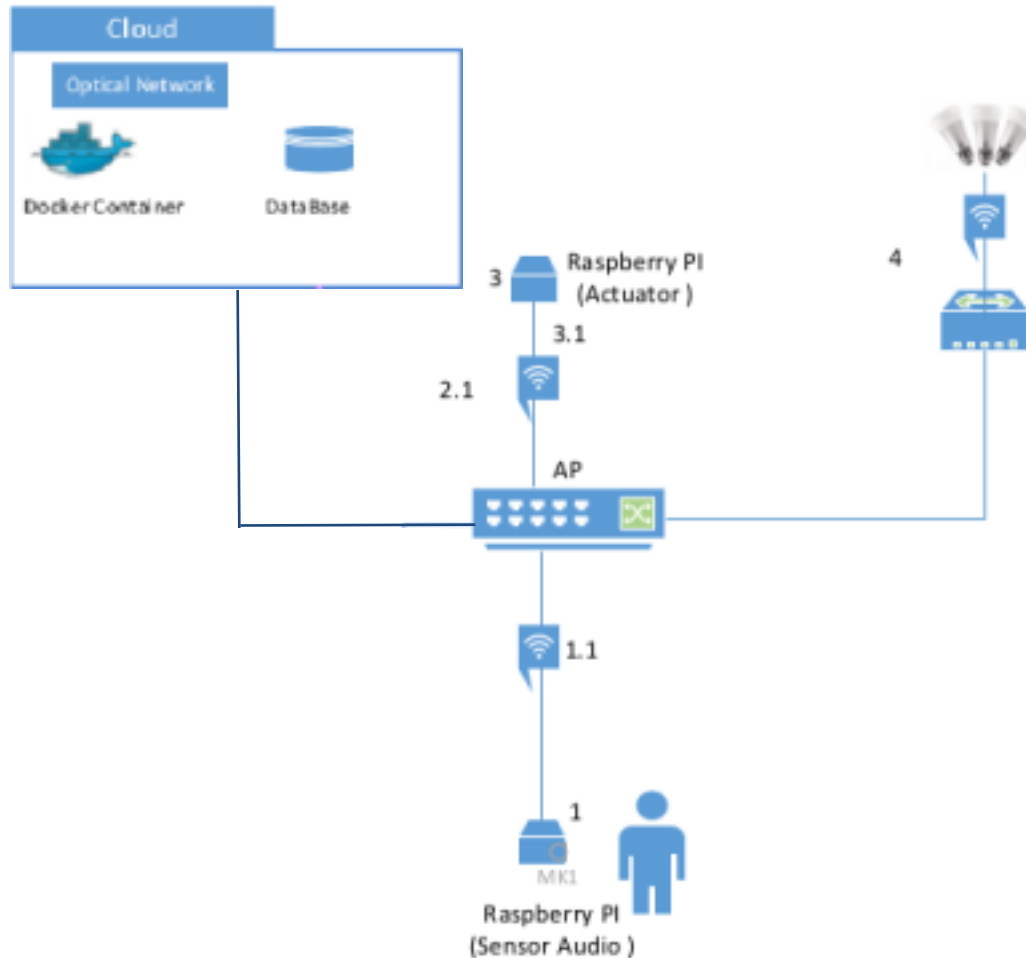 Cloud
Optical Network
Docker Container
DataBase
3
Raspberry PI
(Actuator )
3.1
2.1
4
AP
1.1
1
MK1
Raspberry PI
(Sensor Audio )